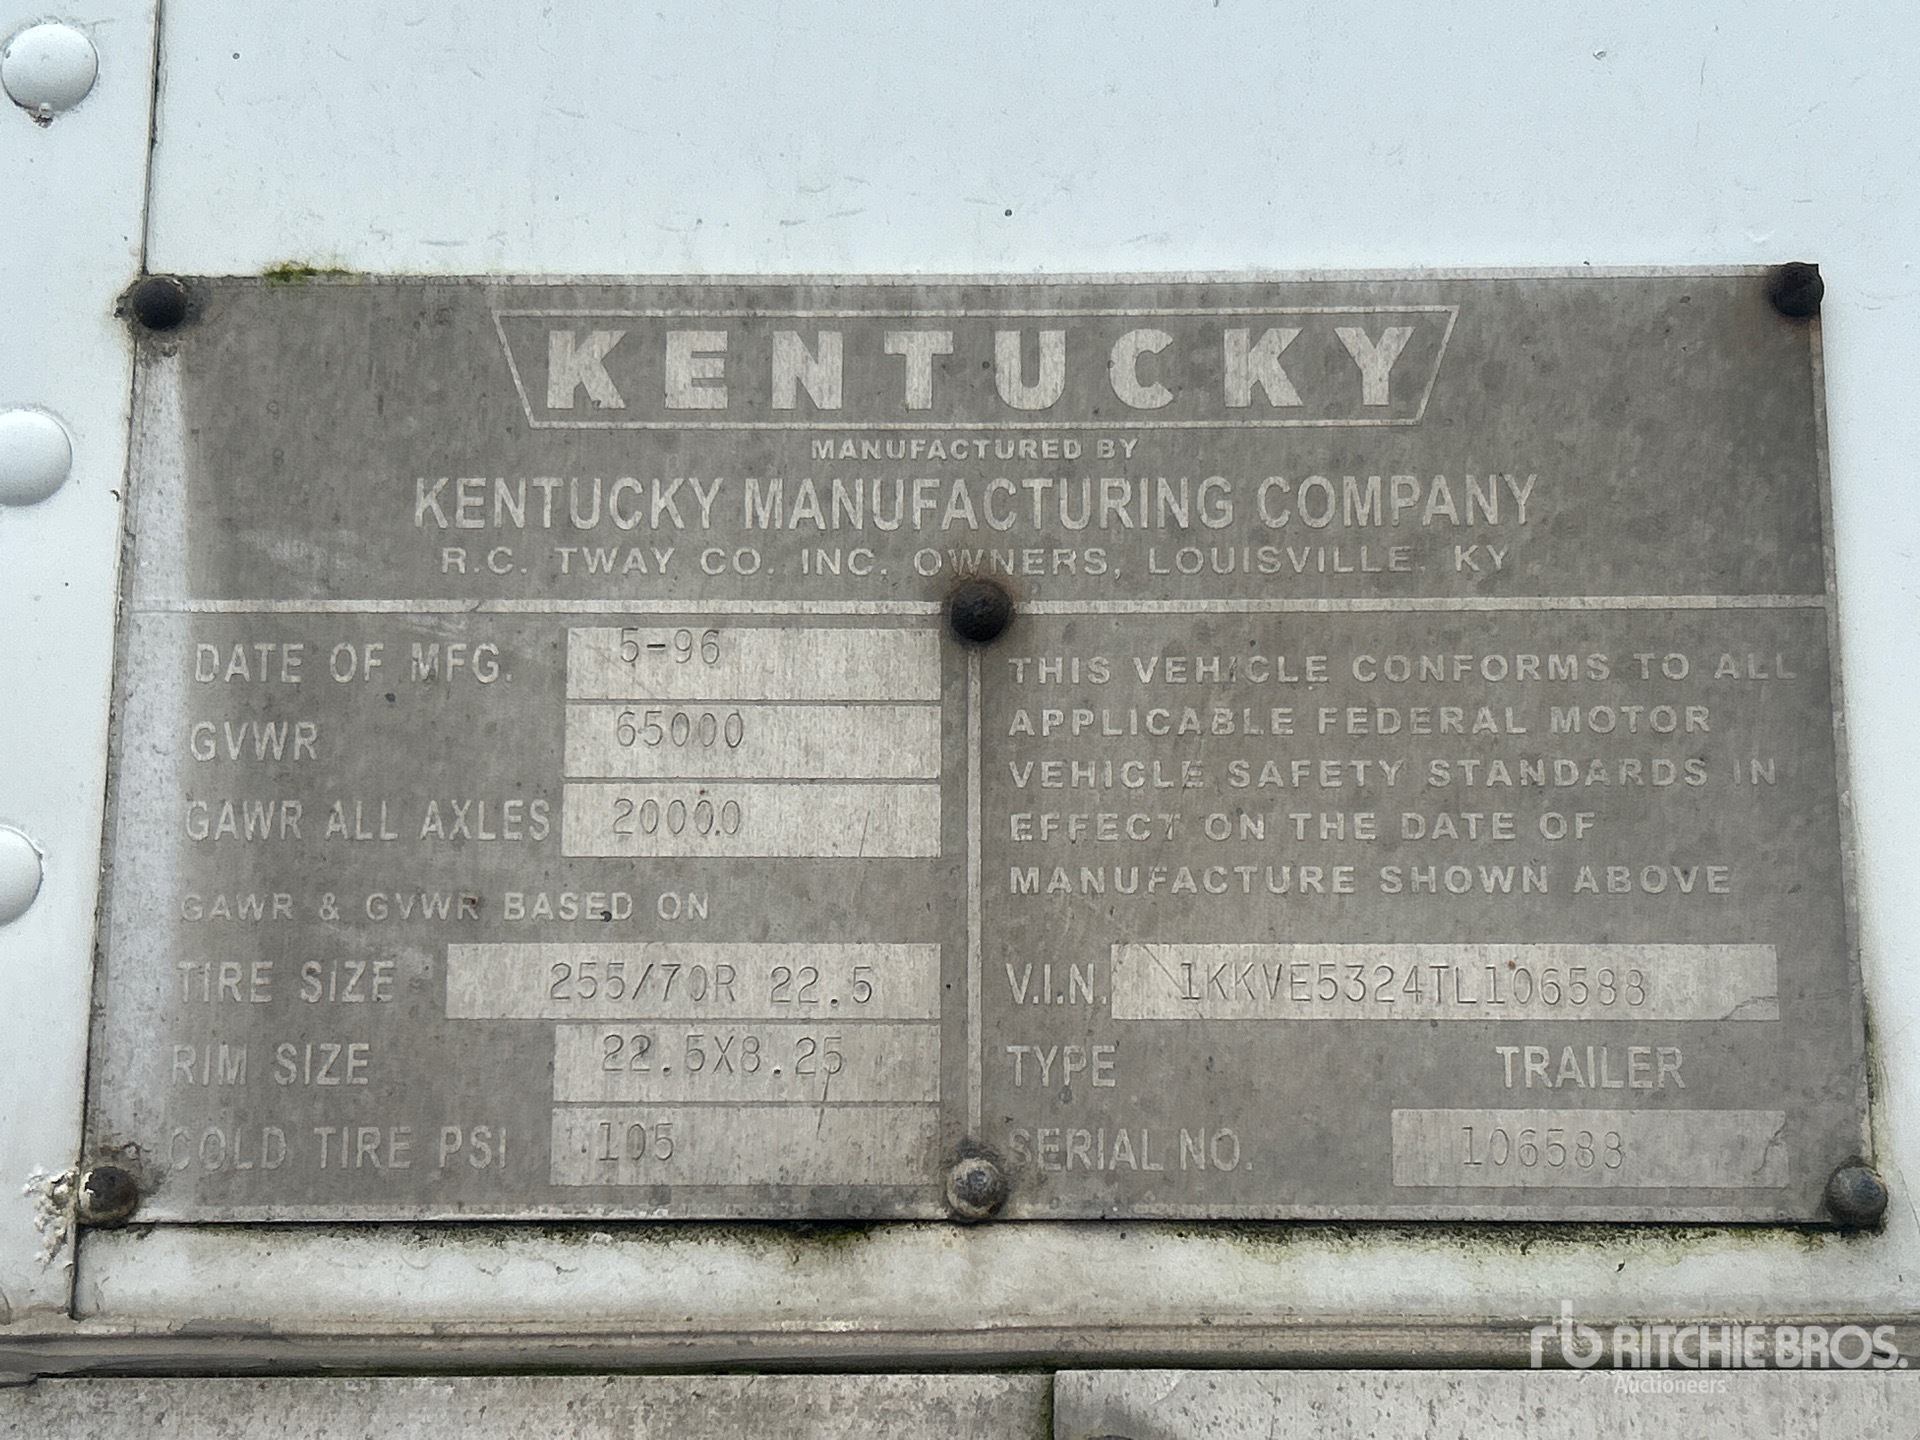 KENTUCKY
MANUFACTURED BY
KENTUCKY MANUFACTURING COMPANY
R.C. TWAY CO. INC. OWNERS, LOUISVILLE, KY
DATE OF MFG. 5-96
GVWR 65000
GAWR ALL AXLES 20000
GAWR & GVWR BASED ON
TIRE SIZE 255/70R 22.5
RIM SIZE 22.5X8.25
COLD TIRE PSI 105
THIS VEHICLE CONFORMS TO ALL
APPLICABLE FEDERAL MOTOR
VEHICLE SAFETY STANDARDS IN
EFFECT ON THE DATE OF
MANUFACTURE SHOWN ABOVE
V.I.N. 1KKVE5324TL106588
TYPE TRAILER
SERIAL NO. 106588
rb RITCHIE BROS.
Auctioneers